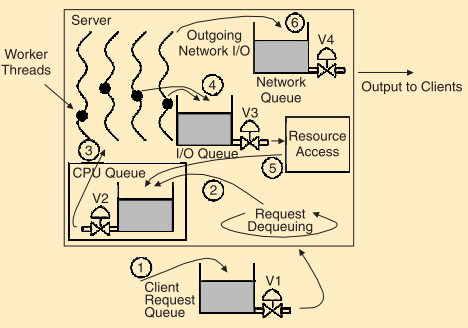 Server
6
Outgoing
Network I/O
V4
Worker
Threads
4
Network
Queue
Output to Clients
V3
Resource
Access
3
I/O Queue
5
CPU Queue
2
V2
Request
Dequeuing
1
Client
Request
Queue
V1